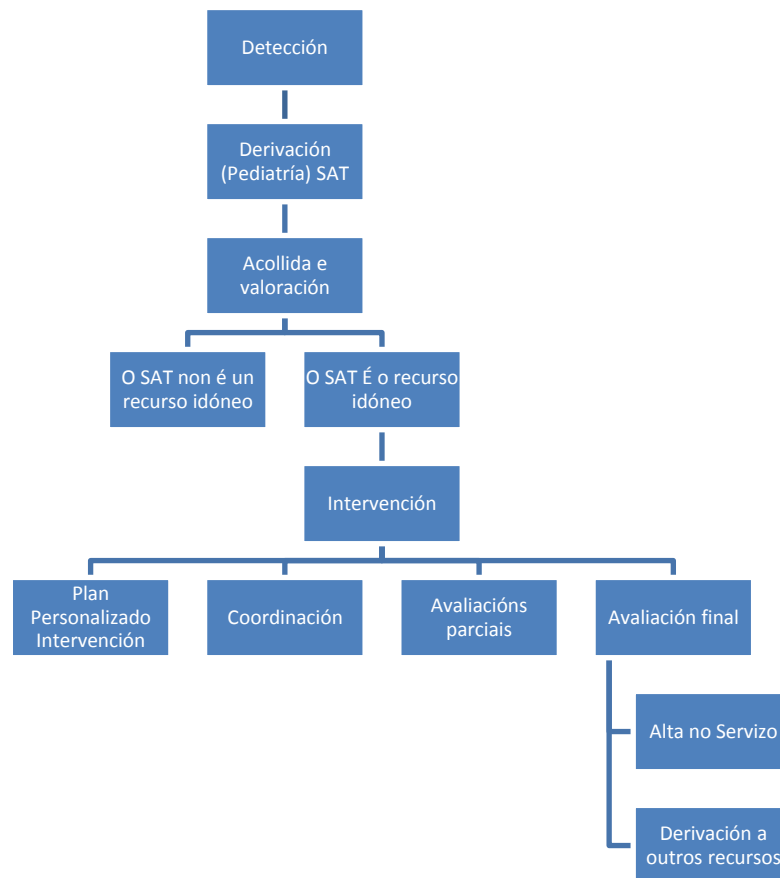 Detección
Derivación
(Pediatría) SAT
Acollida e
valoración
O SAT non é un
recurso idóneo
O SAT É o recurso
idóneo
Intervención
Plan
Personalizado
Intervención
Coordinación
Avaliacións
parciais
Avaliación final
Alta no Servizo
Derivación a
outros recursos